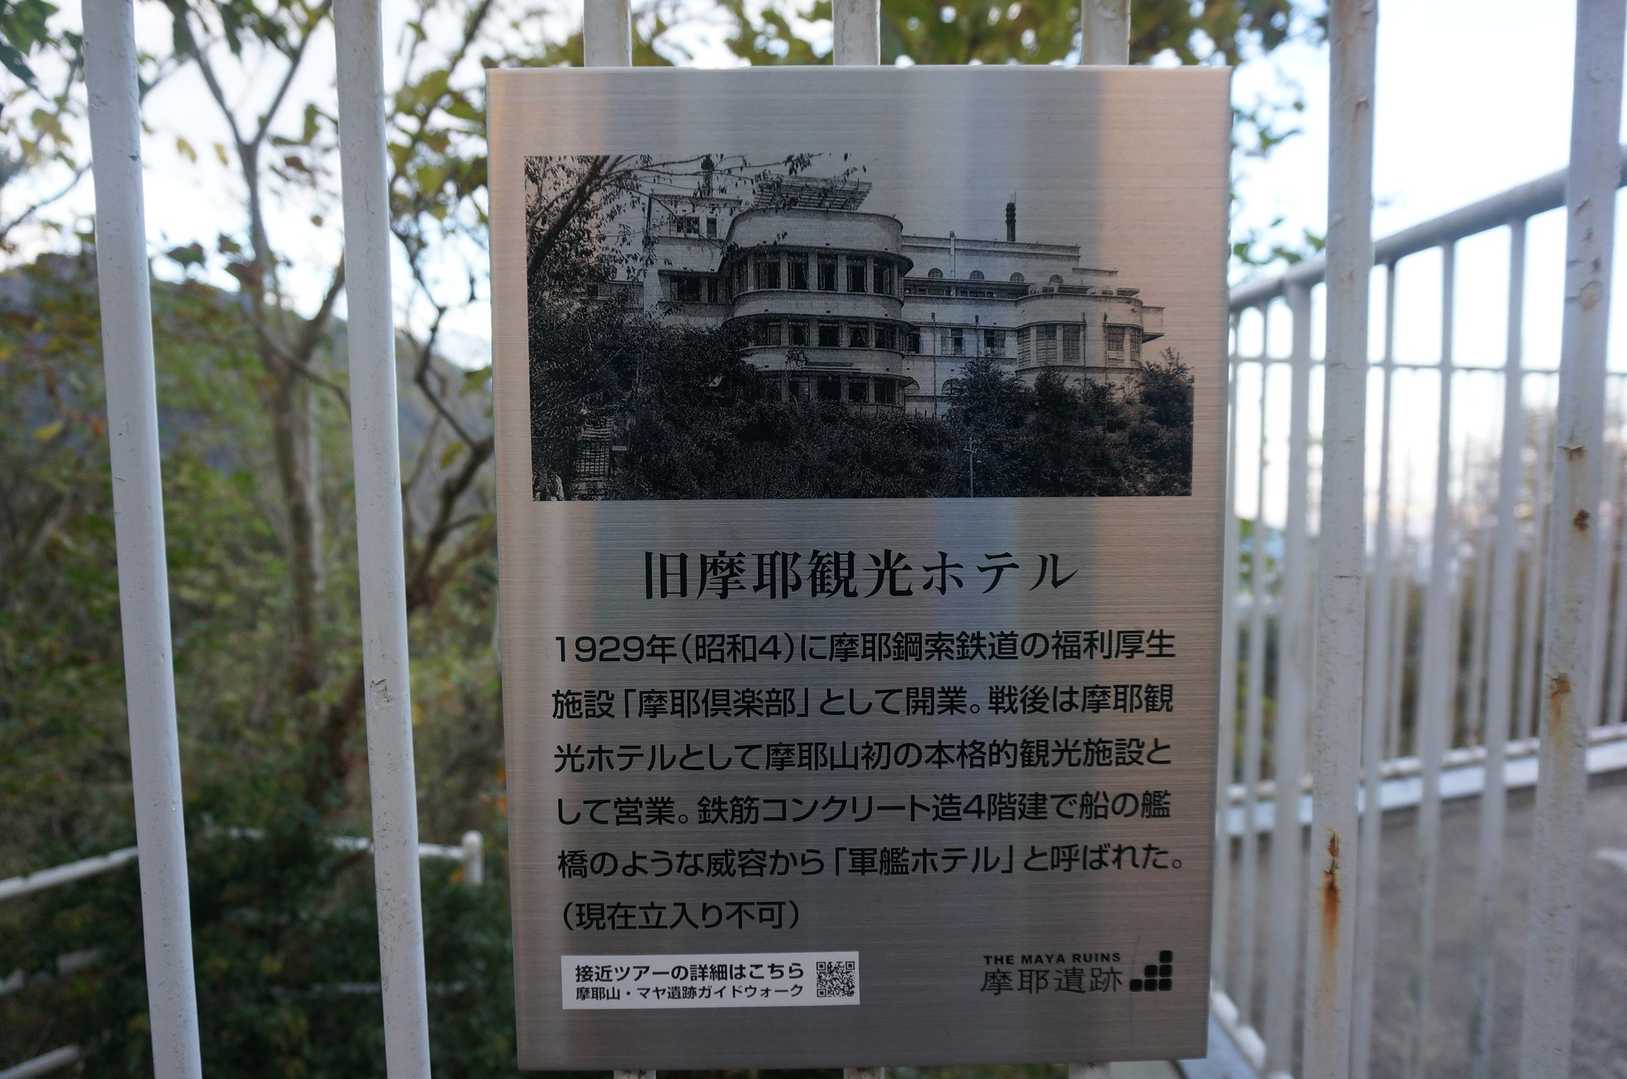 旧摩耶観光ホテル
1929年(昭和4)に摩耶鋼索鉄道の福利厚生
施設「摩耶倶楽部」として開業。戦後は摩耶観
光ホテルとして摩耶山初の本格的観光施設と
して営業。鉄筋コンクリート造4階建で船の艦
橋のような威容から「軍艦ホテル」と呼ばれた。
(現在立入り不可)
接近ツアーの詳細はこちら
摩耶山・マヤ遺跡ガイドウォーク
THE MAYA RUINS
摩耶遺跡